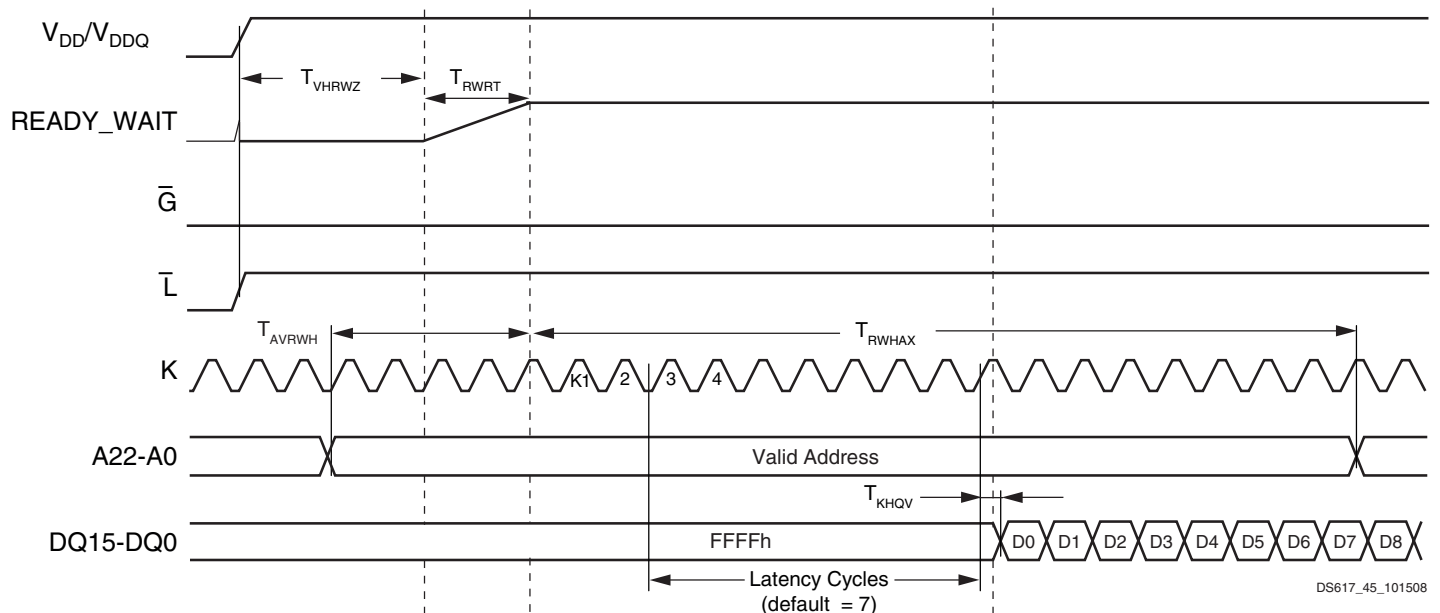 VDD/VDDQ
TVHRWZ
TRWRT
READY_WAIT
G̅
L̅
TAVRWH
TRWHAX
K
K1 2 3 4
A22-A0
Valid Address
TKHQV
DQ15-DQ0
FFFFh
D0 D1 D2 D3 D4 D5 D6 D7 D8
Latency Cycles
(default = 7)
DS617_45_101508